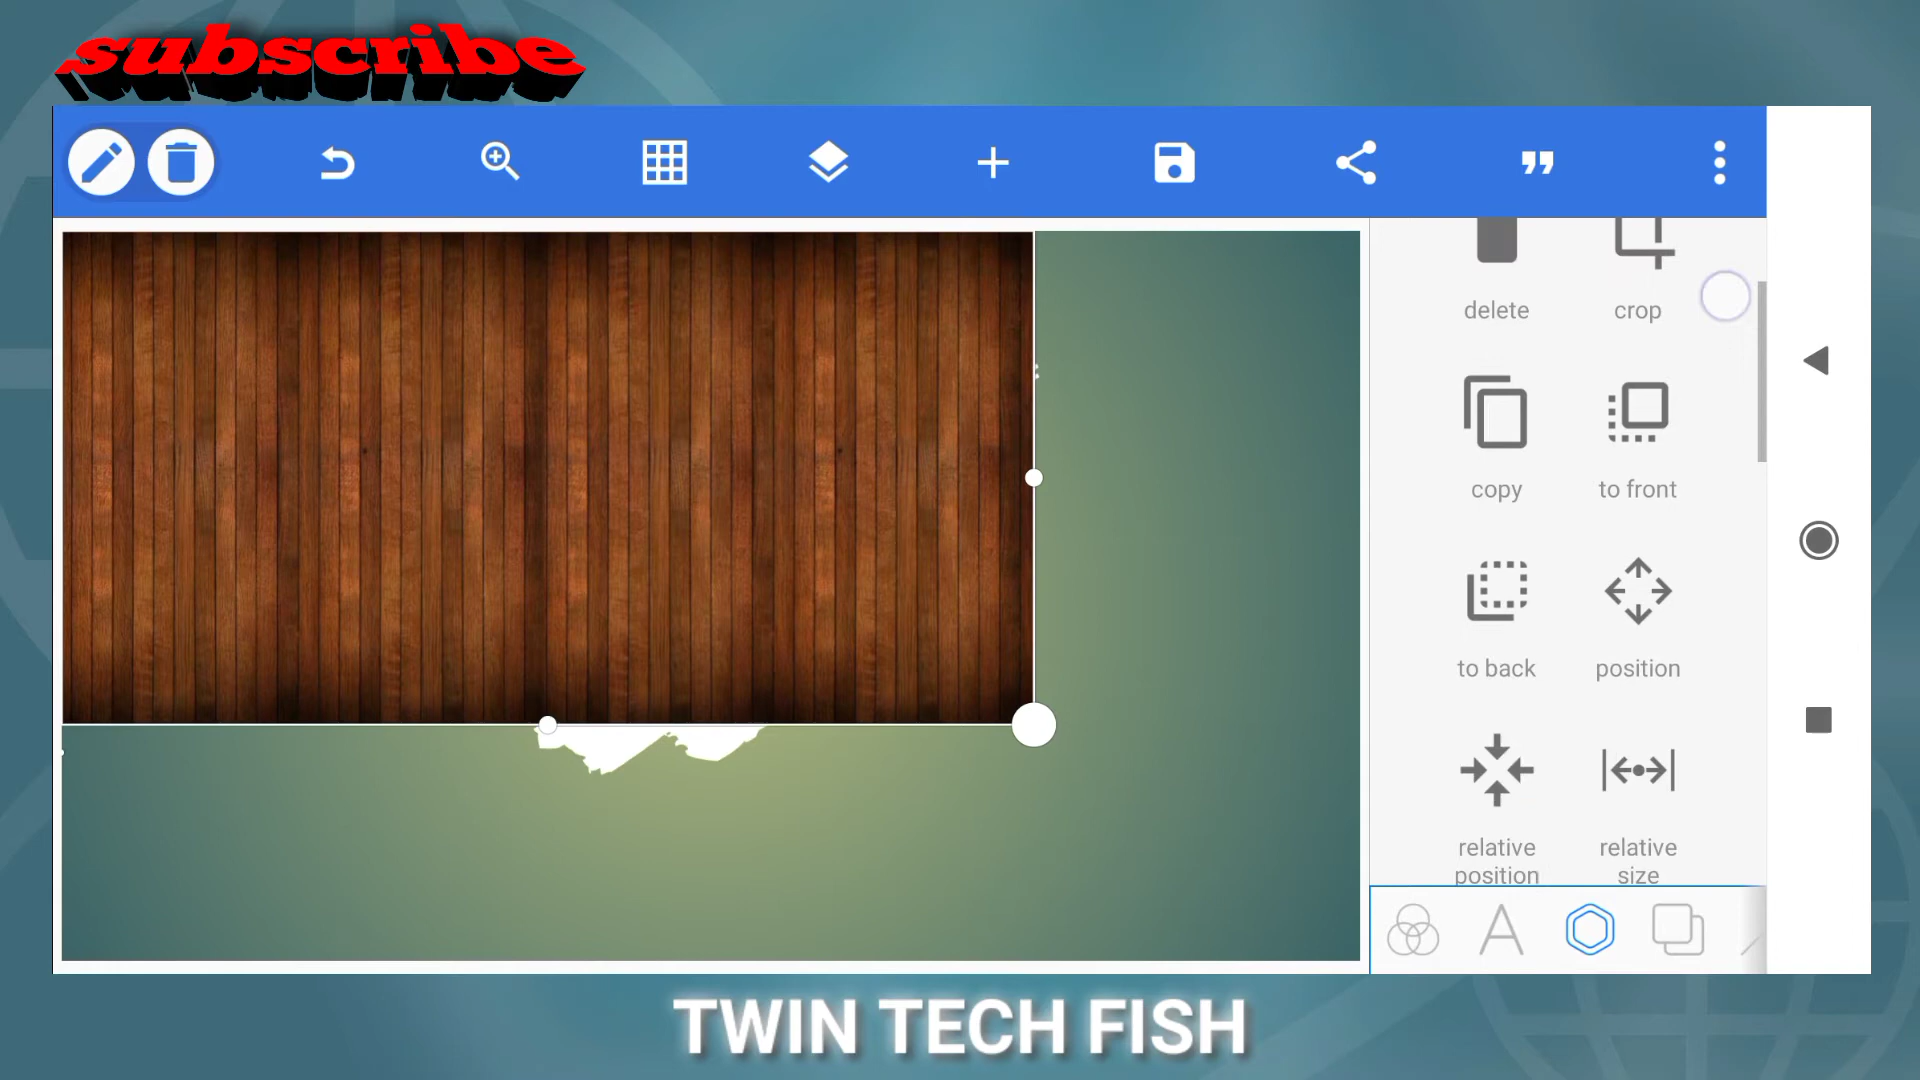 subscribe
delete crop
copy to front
to back position
relative position relative size
TWIN TECH FISH